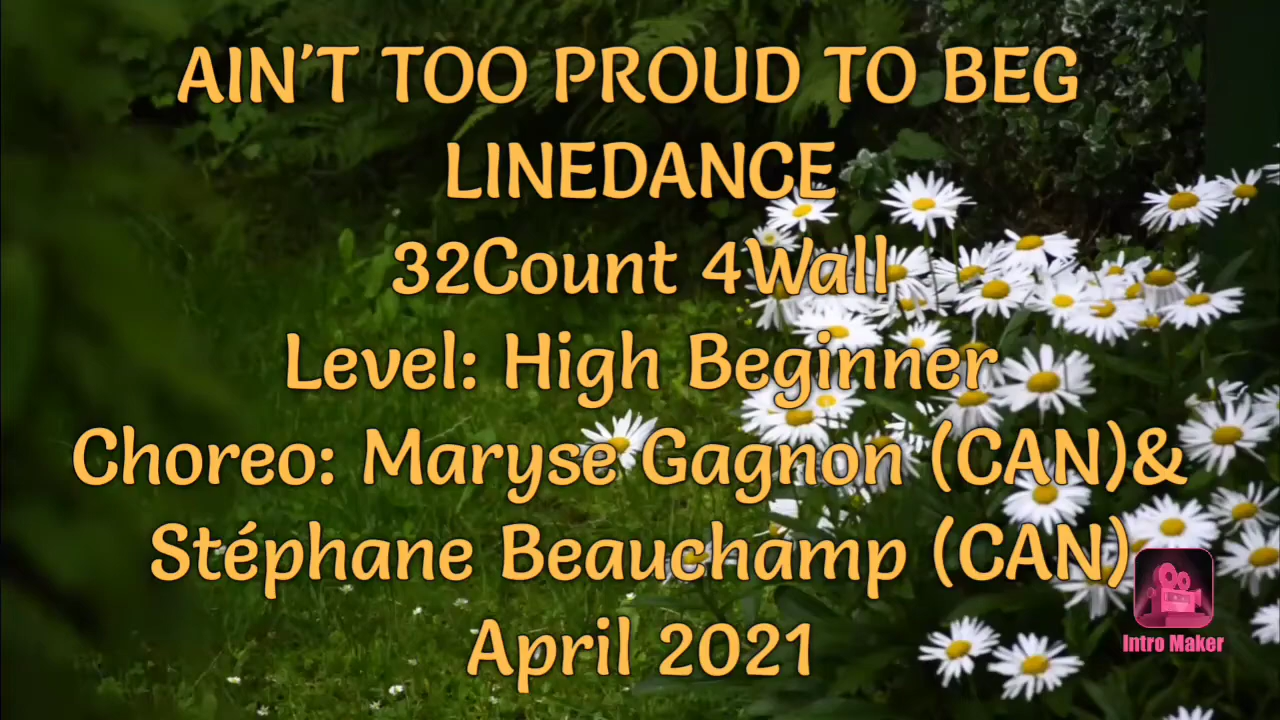 AIN'T TOO PROUD TO BEG
LINEDANCE
32Count 4Wall
Level: High Beginner
Choreo: Maryse Gagnon (CAN)&
Stéphane Beauchamp (CAN)
April 2021
Intro Maker